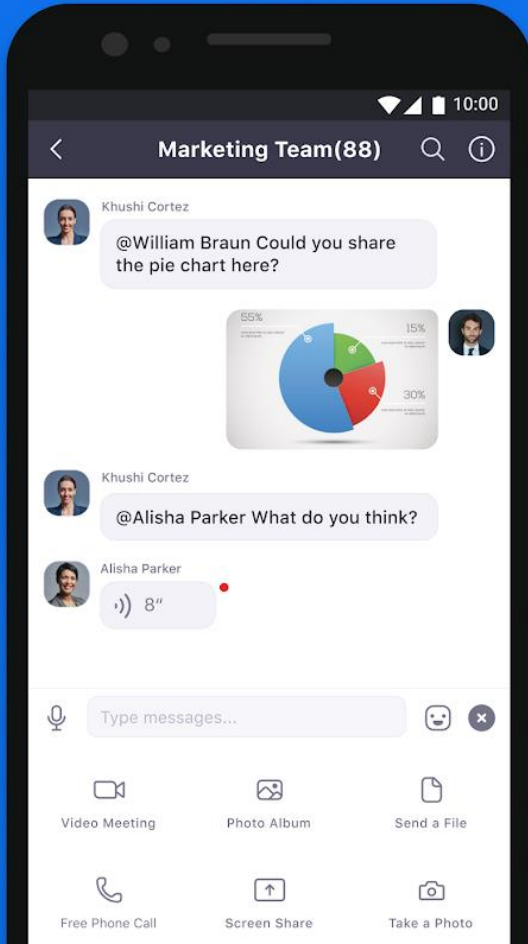 10:00
Marketing Team(88)
Khushi Cortez
@William Braun Could you share
the pie chart here?
55%
15%
30%
Khushi Cortez
@Alisha Parker What do you think?
Alisha Parker
8“
Type messages...
Video Meeting
Photo Album
Send a File
Free Phone Call
Screen Share
Take a Photo